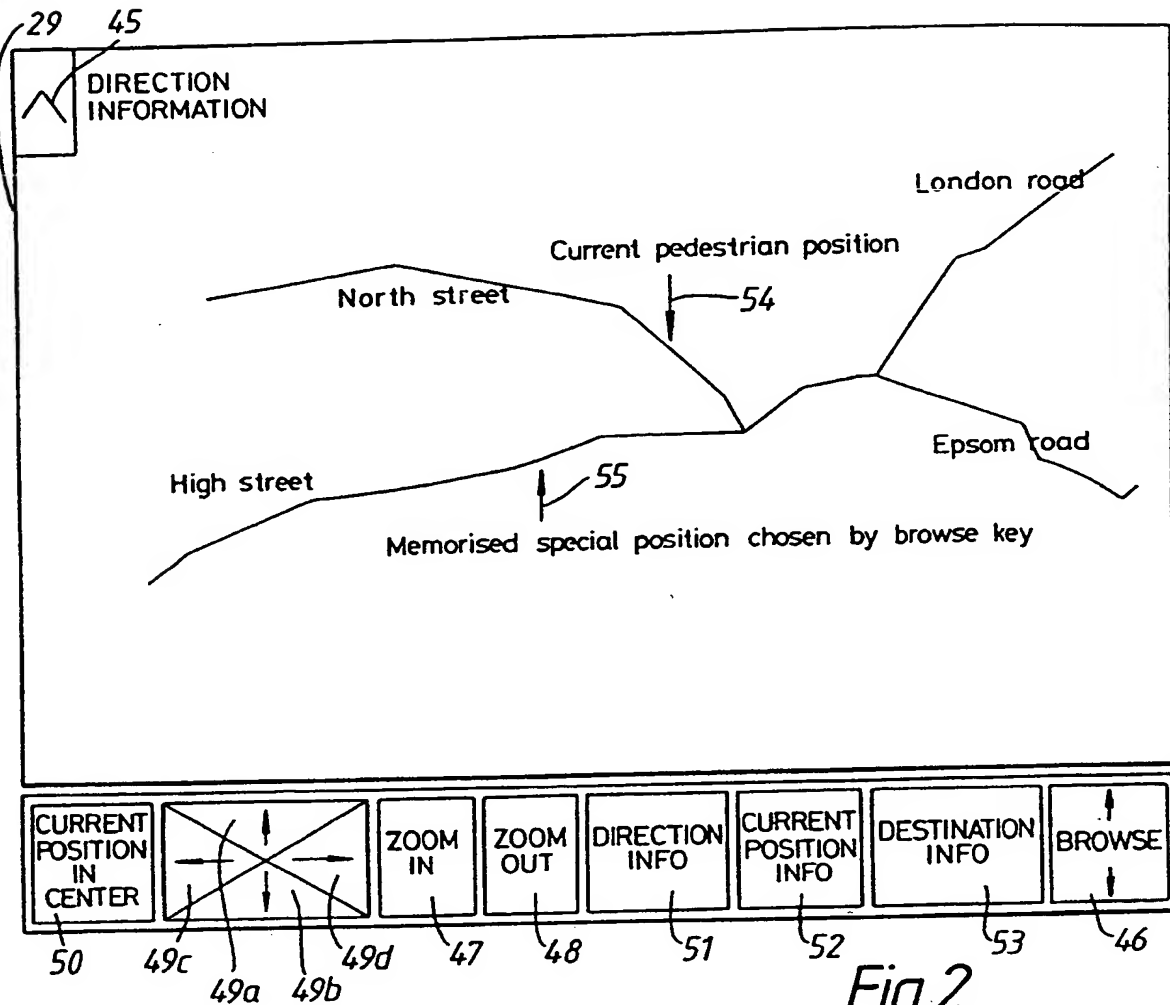 29
45
DIRECTION
INFORMATION
London road
Current pedestrian position
North street
54
Epsom road
High street
55
Memorised special position chosen by browse key
CURRENT
POSITION
IN
CENTER
ZOOM
IN
ZOOM
OUT
DIRECTION
INFO
CURRENT
POSITION
INFO
DESTINATION
INFO
BROWSE
50
49c
49a
49b
49d
47
48
51
52
53
46
Fig.2